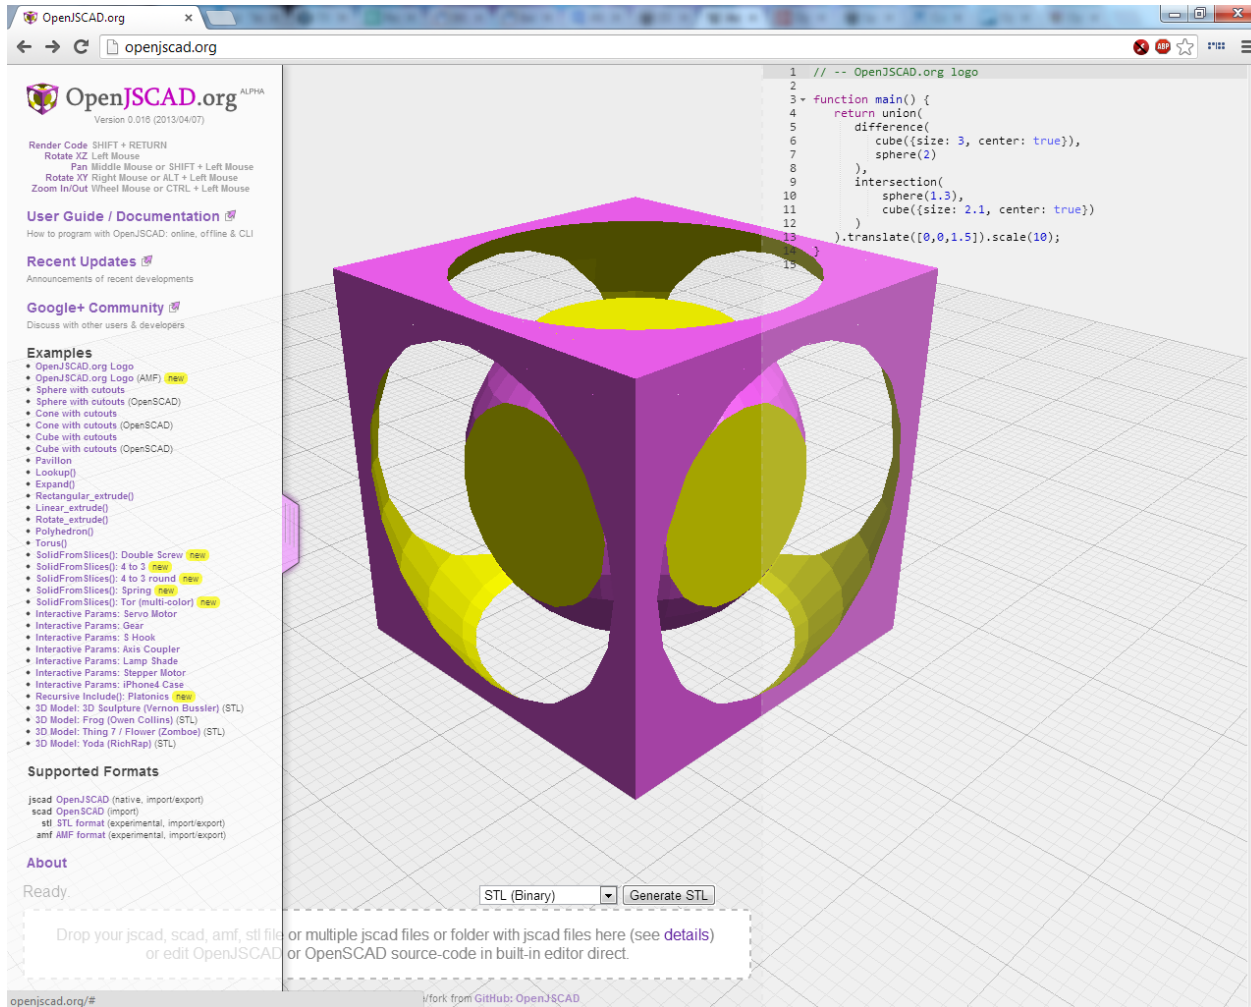 OpenJSCAD.org
openjscad.org
ABP
OpenJSCAD.org ALPHA
Version 0.016 (2013/04/07)
Render Code SHIFT + RETURN
Rotate XZ Left Mouse
Pan Middle Mouse or SHIFT + Left Mouse
Rotate XY Right Mouse or ALT + Left Mouse
Zoom In/Out Wheel Mouse or CTRL + Left Mouse
User Guide / Documentation
How to program with OpenJSCAD: online, offline & CLI
Recent Updates
Announcements of recent developments
Google+ Community
Discuss with other users & developers
Examples
OpenJSCAD.org Logo
OpenJSCAD.org Logo (AMF) new
Sphere with cutouts
Sphere with cutouts (OpenSCAD)
Cone with cutouts
Cone with cutouts (OpenSCAD)
Cube with cutouts
Cube with cutouts (OpenSCAD)
Pavillon
Lookup()
Expand()
Rectangular_extrude()
Linear_extrude()
Rotate_extrude()
Polyhedron()
Torus()
SolidFromSlices(): Double Screw new
SolidFromSlices(): 4 to 3 new
SolidFromSlices(): 4 to 3 round new
SolidFromSlices(): Spring new
SolidFromSlices(): Tor (multi-color) new
Interactive Params: Servo Motor
Interactive Params: Gear
Interactive Params: S Hook
Interactive Params: Axis Coupler
Interactive Params: Lamp Shade
Interactive Params: Stepper Motor
Interactive Params: iPhone4 Case
Recursive Include(): Platonics new
3D Model: 3D Sculpture (Vernon Bussler) (STL)
3D Model: Frog (Owen Collins) (STL)
3D Model: Thing 7 / Flower (Zomboe) (STL)
3D Model: Yoda (RichRap) (STL)
Supported Formats
jscad OpenJSCAD (native, import/export)
scad OpenSCAD (import)
stl STL format (experimental, import/export)
amf AMF format (experimental, import/export)
About
Ready.
1 // -- OpenJSCAD.org logo
2
3 function main() {
4 return union(
5 difference(
6 cube({size: 3, center: true}),
7 sphere(2)
8 ),
9 intersection(
10 sphere(1.3),
11 cube({size: 2.1, center: true})
12 )
13 ).translate([0,0,1.5]).scale(10);
14 }
15
STL (Binary) Generate STL
Drop your jscad, scad, amf, stl file or multiple jscad files or folder with jscad files here (see details)
or edit OpenJSCAD or OpenSCAD source-code in built-in editor direct.
openjscad.org/#
/fork from GitHub: OpenJSCAD